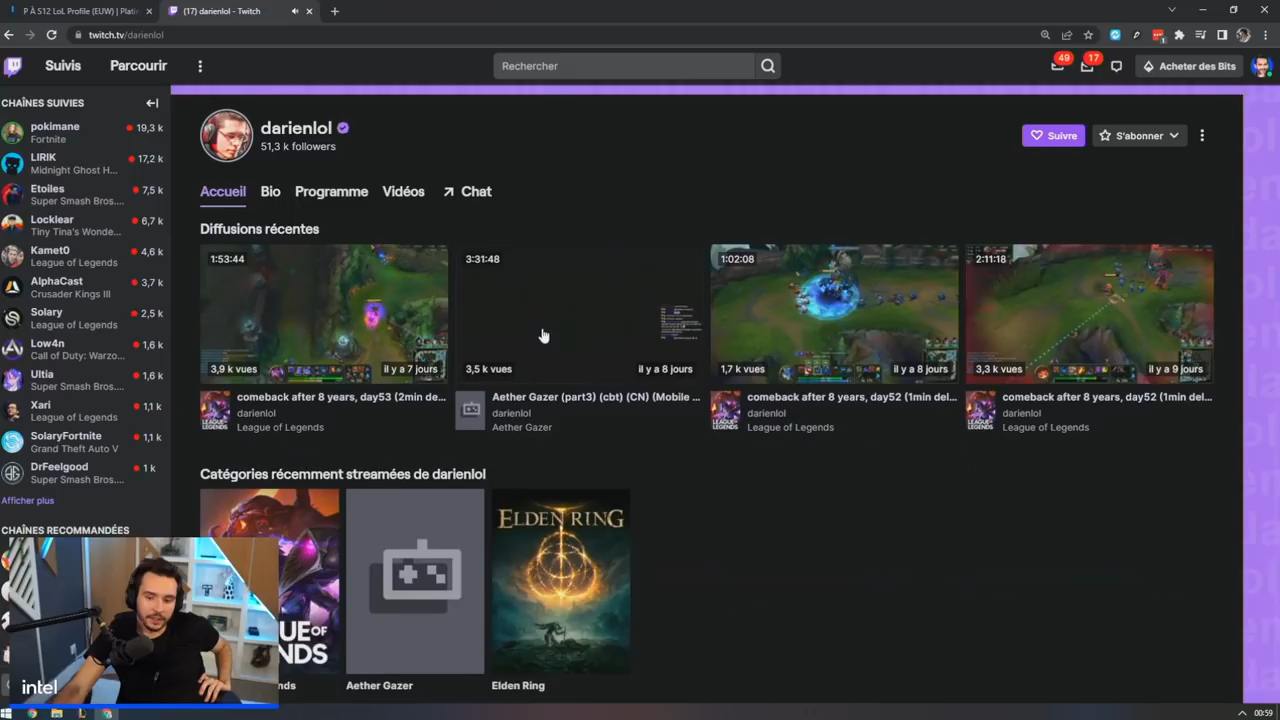 P À S12 LoL Profile (EUW) | Platin
(17) darienlol - Twitch
twitch.tv/darienlol
Suivis
Parcourir
Rechercher
49
17
Acheter des Bits
CHAÎNES SUIVIES
pokimane
19,3 k
Fortnite
LIRIK
17,2 k
Midnight Ghost H...
Etoiles
7,5 k
Super Smash Bros....
Locklear
6,7 k
Tiny Tina's Wonde...
Kamet0
4,6 k
League of Legends
AlphaCast
3,7 k
Crusader Kings III
Solary
2,5 k
League of Legends
Low4n
1,6 k
Call of Duty: Warzo...
Ultia
1,6 k
Super Smash Bros....
Xari
1,1 k
League of Legends
SolaryFortnite
1,1 k
Grand Theft Auto V
DrFeelgood
1 k
Super Smash Bros....
Afficher plus
CHAÎNES RECOMMANDÉES
darienlol
51,3 k followers
Suivre
S'abonner
Accueil
Bio
Programme
Vidéos
Chat
Diffusions récentes
1:53:44
3,9 k vues
il y a 7 jours
comeback after 8 years, day53 (2min de...
darienlol
League of Legends
3:31:48
3,5 k vues
il y a 8 jours
Aether Gazer (part3) (cbt) (CN) (Mobile ...
darienlol
Aether Gazer
1:02:08
1,7 k vues
il y a 8 jours
comeback after 8 years, day52 (1min del...
darienlol
League of Legends
2:11:18
3,3 k vues
il y a 9 jours
comeback after 8 years, day52 (1min del...
darienlol
League of Legends
Catégories récemment streamées de darienlol
UE OF
NDS
nds
Aether Gazer
ELDEN RING
Elden Ring
intel
00:59